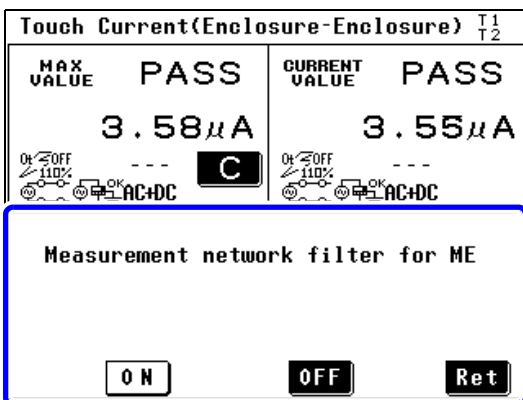 Touch Current(Enclosure-Enclosure) T1 T2
MAX VALUE PASS
3.58μA
0t OFF
110%
---
C
OK
AC+DC
CURRENT VALUE PASS
3.55μA
0t OFF
110%
---
OK
AC+DC
Measurement network filter for ME
ON OFF Ret